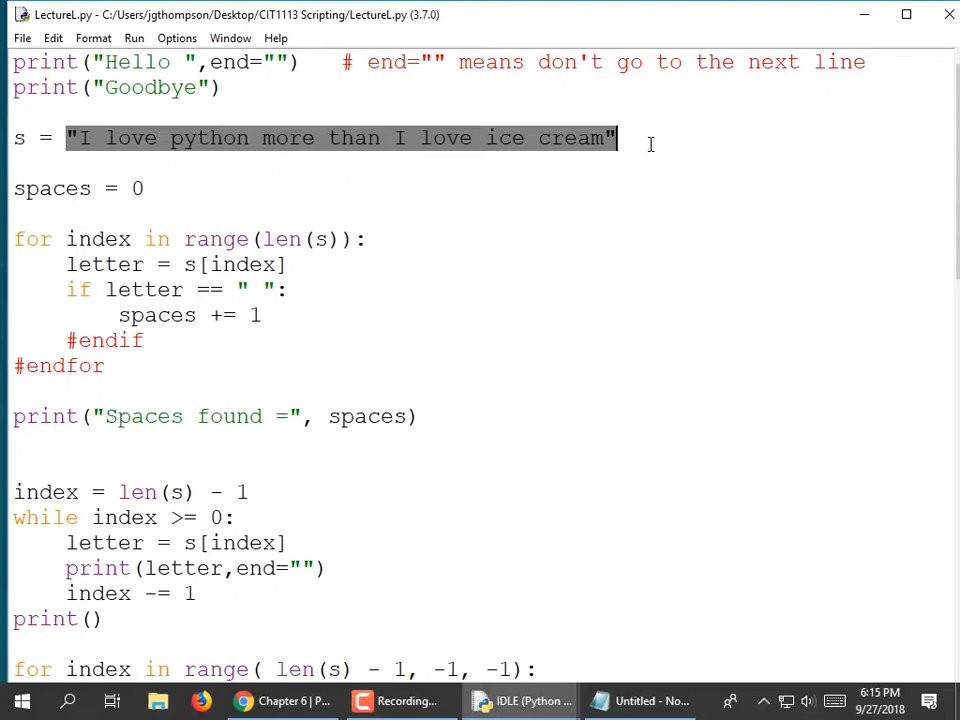 LectureL.py - C:/Users/jgthompson/Desktop/CIT1113 Scripting/LectureL.py (3.7.0)
File Edit Format Run Options Window Help
print("Hello ",end="")   # end="" means don't go to the next line
print("Goodbye")
s = "I love python more than I love ice cream"
spaces = 0
for index in range(len(s)):
    letter = s[index]
    if letter == " ":
        spaces += 1
    #endif
#endfor
print("Spaces found =", spaces)
index = len(s) - 1
while index >= 0:
    letter = s[index]
    print(letter,end="")
    index -= 1
print()
for index in range( len(s) - 1, -1, -1):
Chapter 6 | P... Recording... IDLE (Python ... Untitled - No... 6:15 PM
9/27/2018